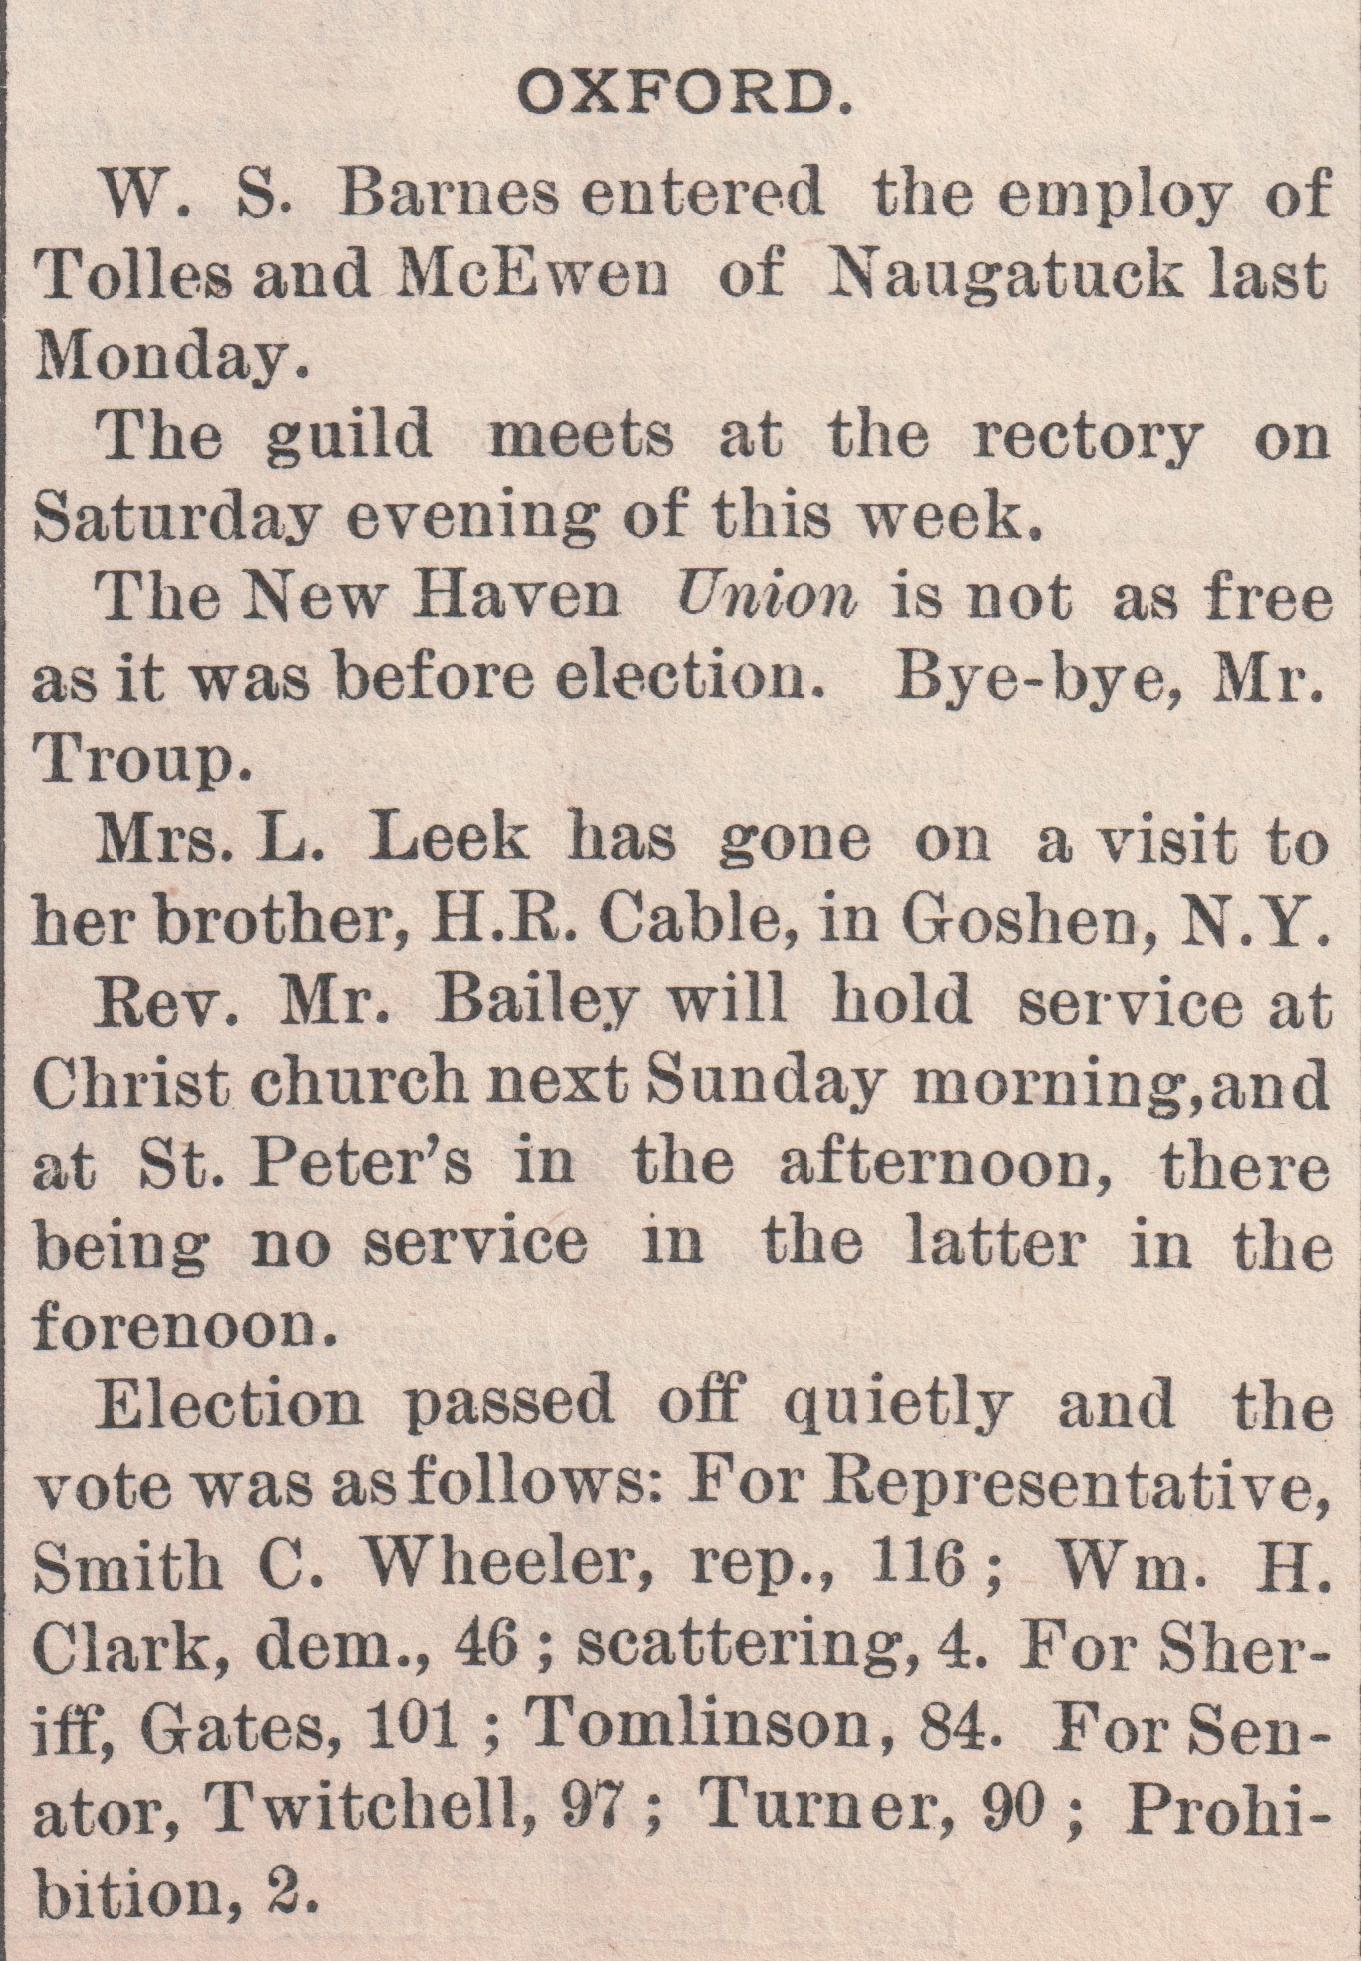 OXFORD.
W. S. Barnes entered the employ of
Tolles and McEwen of Naugatuck last
Monday.
The guild meets at the rectory on
Saturday evening of this week.
The New Haven Union is not as free
as it was before election. Bye-bye, Mr.
Troup.
Mrs. L. Leek has gone on a visit to
her brother, H.R. Cable, in Goshen, N.Y.
Rev. Mr. Bailey will hold service at
Christ church next Sunday morning,and
at St. Peter's in the afternoon, there
being no service in the latter in the
forenoon.
Election passed off quietly and the
vote was as follows: For Representative,
Smith C. Wheeler, rep., 116; Wm. H.
Clark, dem., 46; scattering, 4. For Sher-
iff, Gates, 101; Tomlinson, 84. For Sen-
ator, Twitchell, 97; Turner, 90; Prohi-
bition, 2.